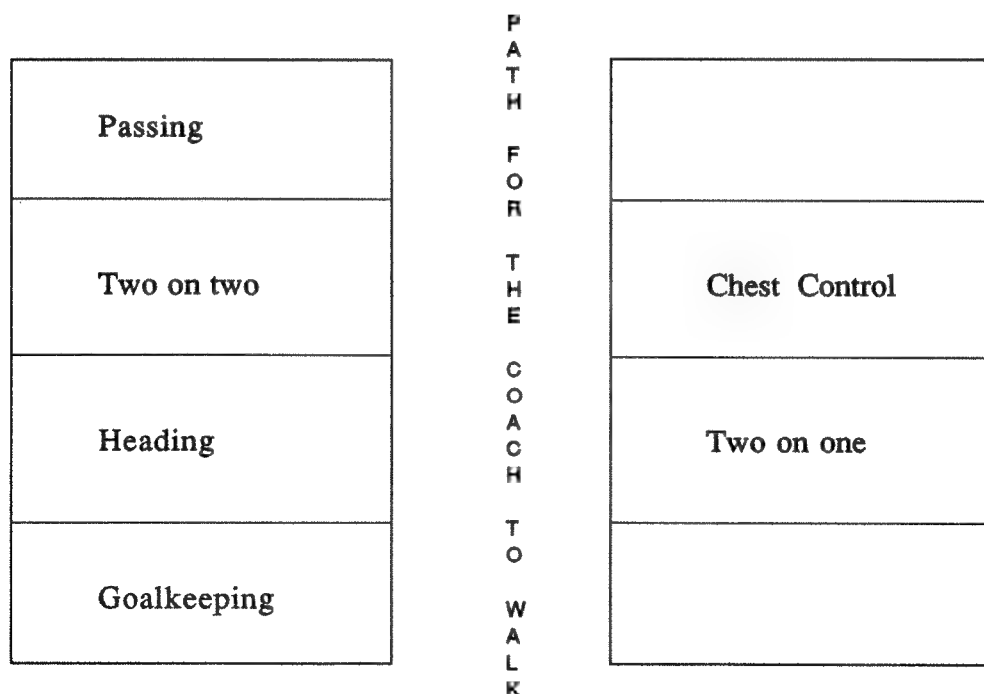 Passing
Two on two
Heading
Goalkeeping
PATH FOR THE COACH TO WALK
Chest Control
Two on one